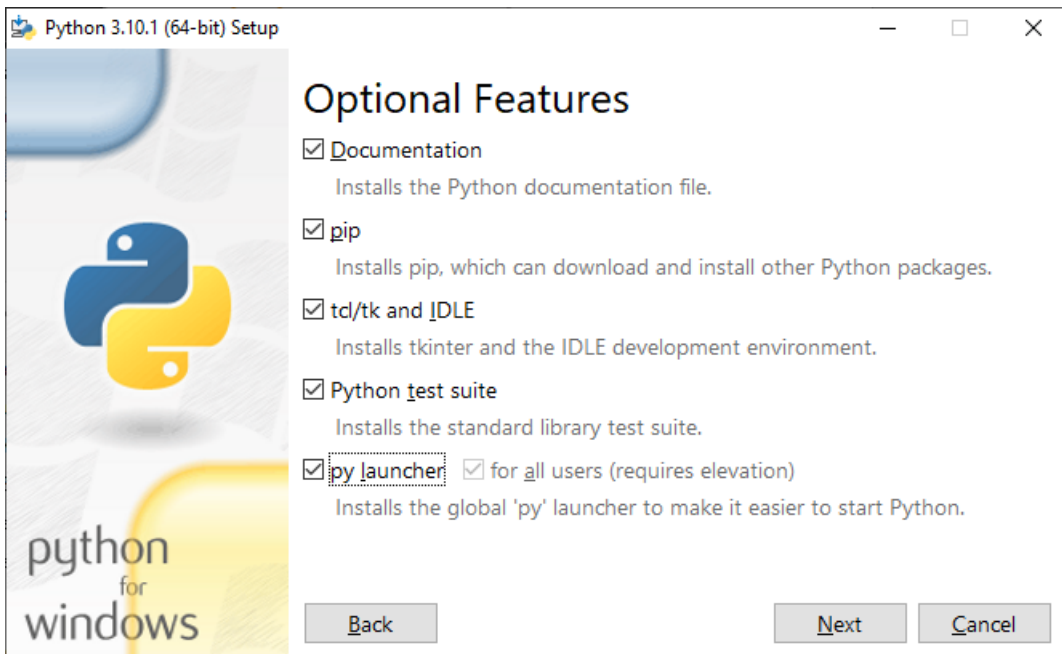 Python 3.10.1 (64-bit) Setup
Optional Features
Documentation
Installs the Python documentation file.
pip
Installs pip, which can download and install other Python packages.
tcl/tk and IDLE
Installs tkinter and the IDLE development environment.
Python test suite
Installs the standard library test suite.
py launcher for all users (requires elevation)
Installs the global 'py' launcher to make it easier to start Python.
python
for
windows
Back Next Cancel